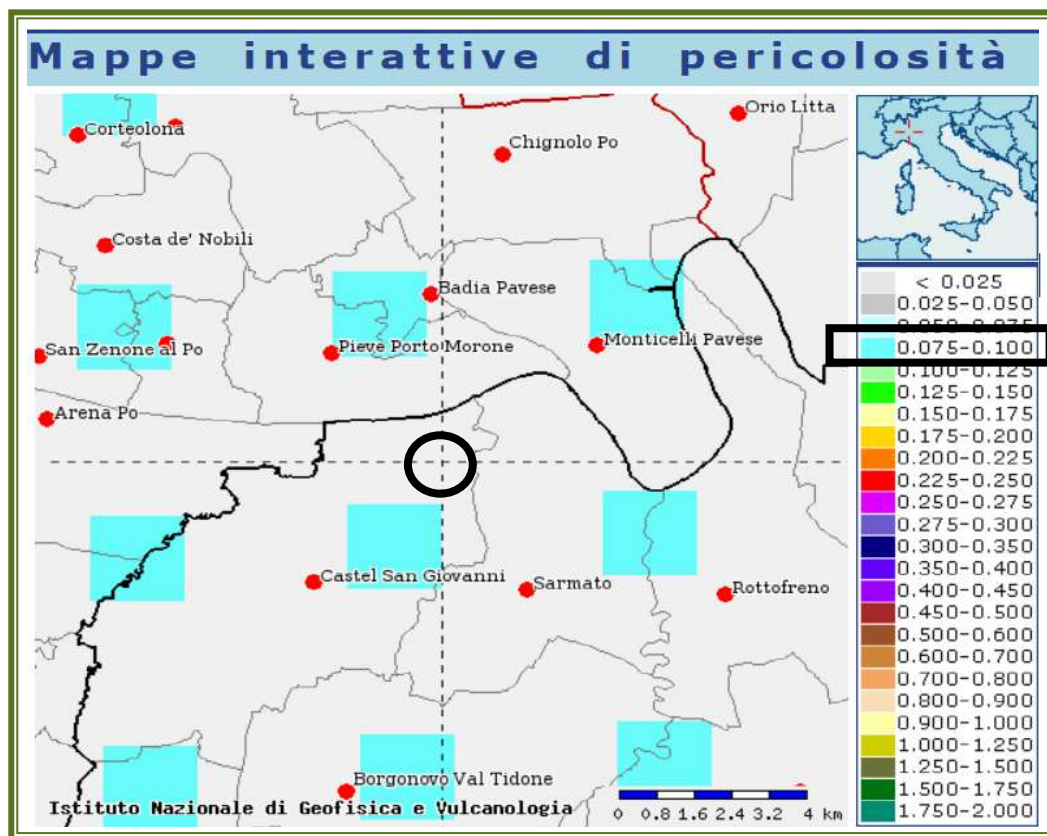 Mappe interattive di pericolosità
Orio Litta
Corteolona
Chignolo Po
Costa de' Nobili
Badia Pavese
San Zenone al Po
Pieve Porto Morone
Monticelli Pavese
Arena Po
Castel San Giovanni
Sarmato
Rottofreno
Borgonovo Val Tidone
Istituto Nazionale di Geofisica e Vulcanologia
0 0.8 1.6 2.4 3.2 4 km
< 0.025
0.025-0.050
0.050-0.075
0.075-0.100
0.100-0.125
0.125-0.150
0.150-0.175
0.175-0.200
0.200-0.225
0.225-0.250
0.250-0.275
0.275-0.300
0.300-0.350
0.350-0.400
0.400-0.450
0.450-0.500
0.500-0.600
0.600-0.700
0.700-0.800
0.800-0.900
0.900-1.000
1.000-1.250
1.250-1.500
1.500-1.750
1.750-2.000